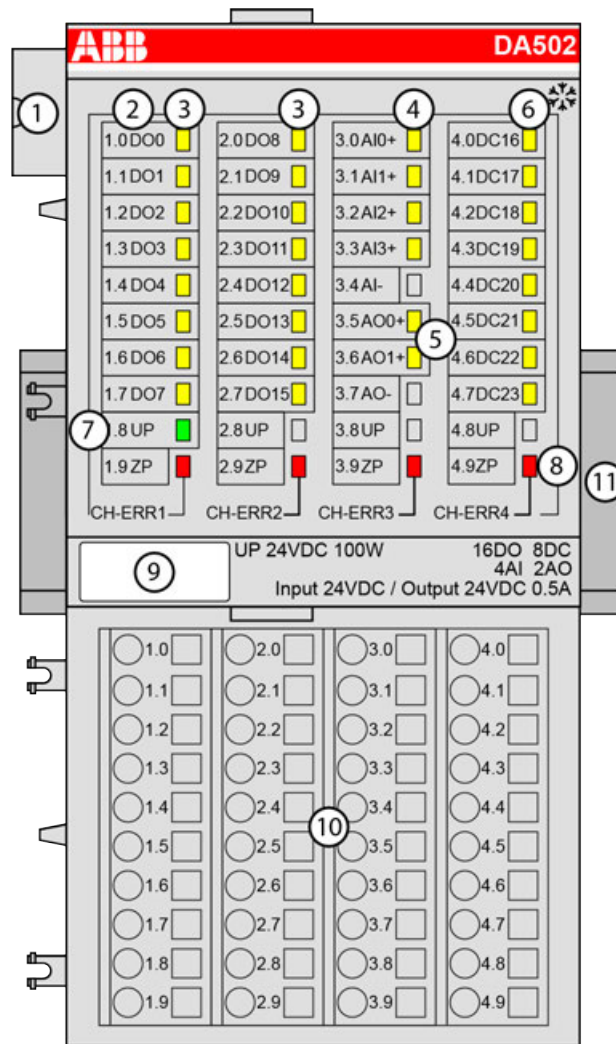 ABB DA502
1 2 3 3 4 6
1.0 DO0 2.0 DO8 3.0 AI0+ 4.0 DC16
1.1 DO1 2.1 DO9 3.1 AI1+ 4.1 DC17
1.2 DO2 2.2 DO10 3.2 AI2+ 4.2 DC18
1.3 DO3 2.3 DO11 3.3 AI3+ 4.3 DC19
1.4 DO4 2.4 DO12 3.4 AI- 4.4 DC20
1.5 DO5 2.5 DO13 3.5 AO0+ 5 4.5 DC21
1.6 DO6 2.6 DO14 3.6 AO1+ 4.6 DC22
1.7 DO7 2.7 DO15 3.7 AO- 4.7 DC23
7 .8 UP 2.8 UP 3.8 UP 4.8 UP
1.9 ZP 2.9 ZP 3.9 ZP 4.9 ZP 8 11
CH-ERR1 CH-ERR2 CH-ERR3 CH-ERR4
9 UP 24VDC 100W 16DO 8DC
4AI 2AO
Input 24VDC / Output 24VDC 0.5A
1.0 2.0 3.0 4.0
1.1 2.1 3.1 4.1
1.2 2.2 3.2 4.2
1.3 2.3 3.3 4.3
1.4 2.4 3.4 4.4
10
1.5 2.5 3.5 4.5
1.6 2.6 3.6 4.6
1.7 2.7 3.7 4.7
1.8 2.8 3.8 4.8
1.9 2.9 3.9 4.9